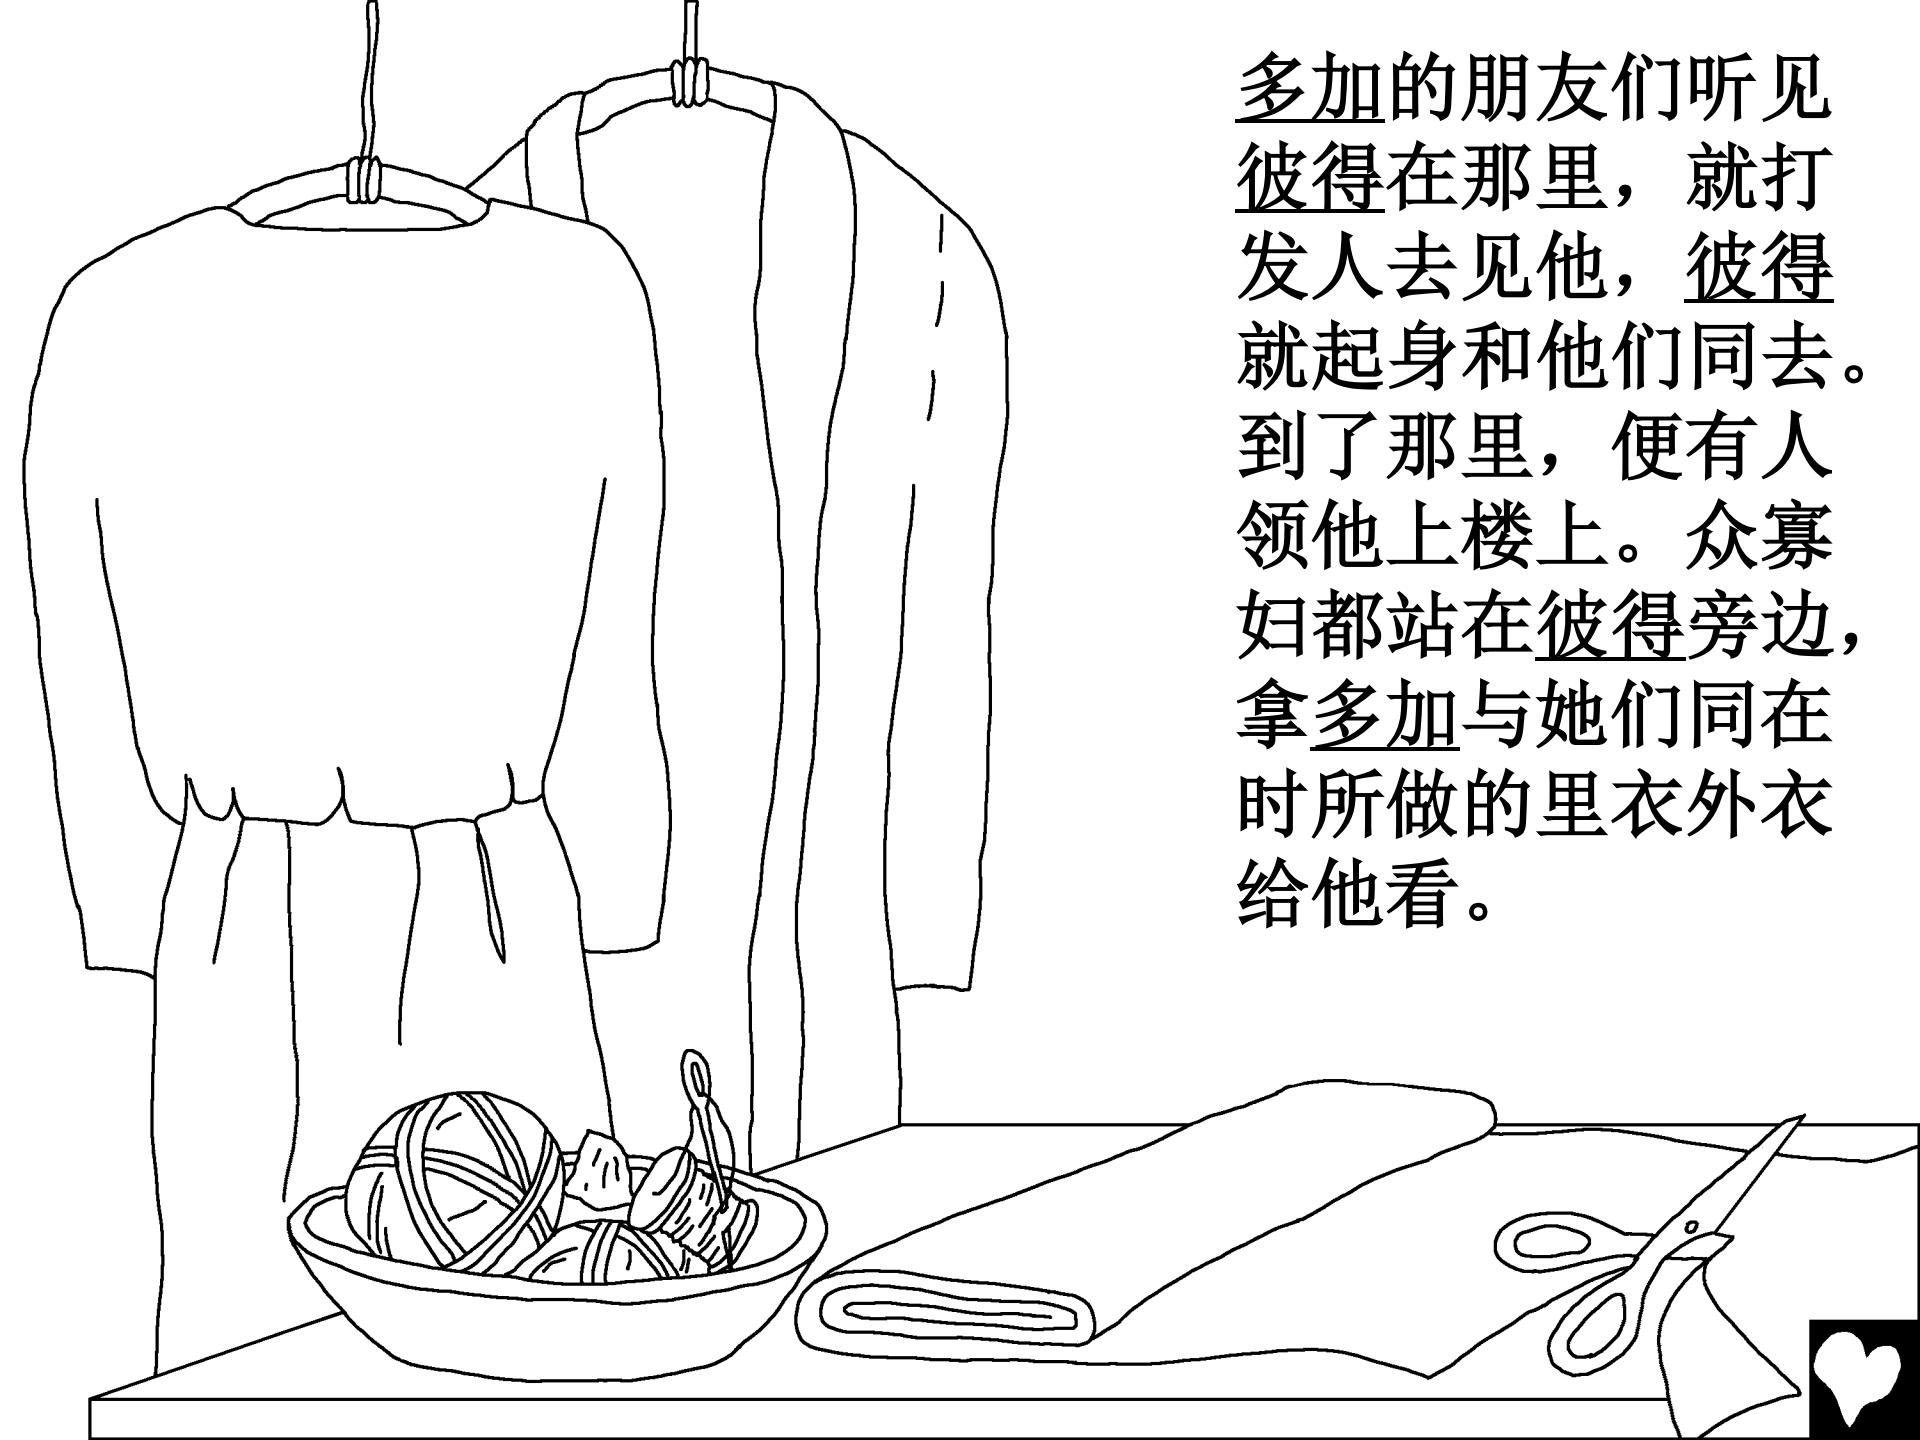 多加的朋友们听见
彼得在那里，就打
发人去见他，彼得
就起身和他们同去。
到了那里，便有人
领他上楼上。众寡
妇都站在彼得旁边，
拿多加与她们同在
时所做的里衣外衣
给他看。